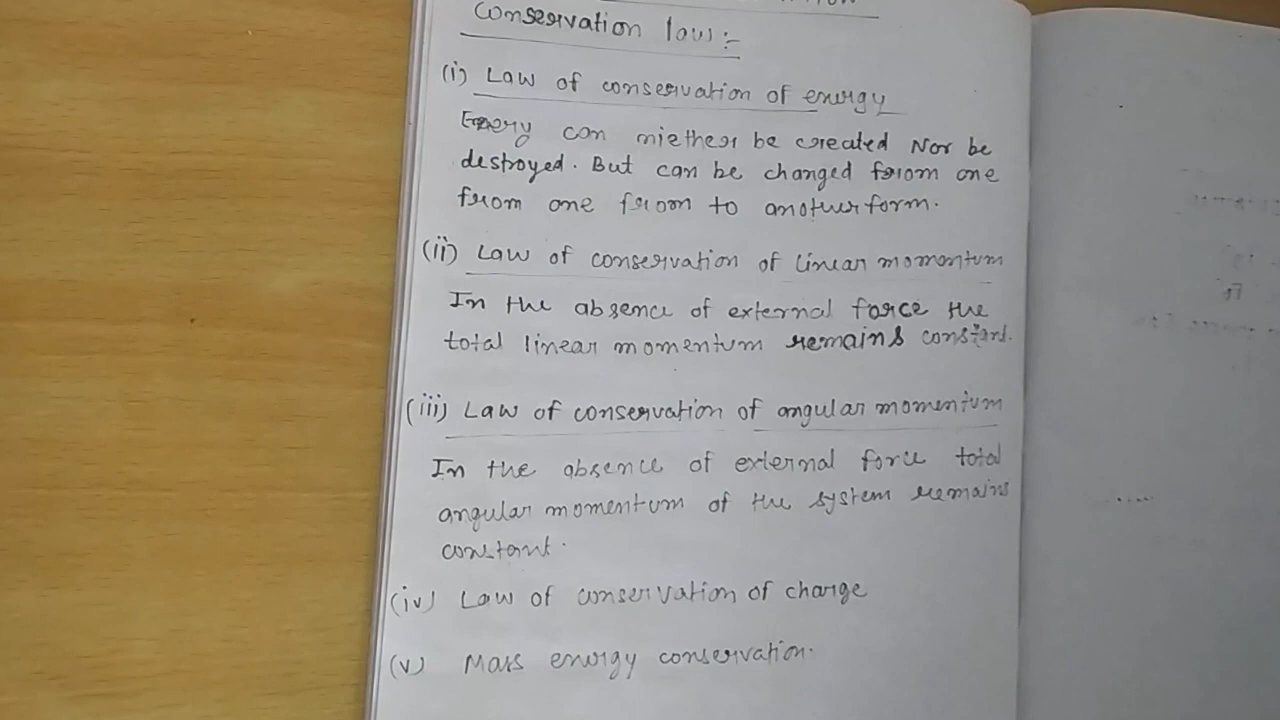 Conservation law:-
(i) Law of conservation of energy
Enery can niether be created Nor be
destroyed. But can be changed from one
from one from to another form.
(ii) Law of conservation of linear momentum
In the absence of external force the
total linear momentum remains constant.
(iii) Law of conservation of angular momentum
In the absence of external force total
angular momentum of the system remains
constant.
(iv) Law of conservation of charge
(v) Mass energy conservation.